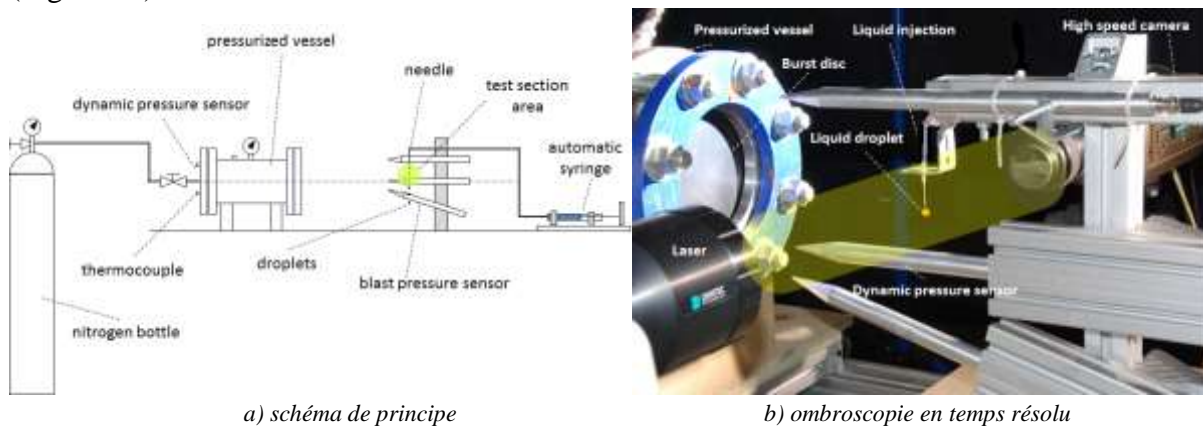 pressurized vessel
needle
dynamic pressure sensor
test section
area
automatic
syringe
thermocouple
droplets
blast pressure sensor
nitrogen bottle
Pressurized vessel
Liquid injection
High speed camera
Burst disc
Liquid droplet
Laser
Dynamic pressure sensor
a) schéma de principe
b) ombroscopie en temps résolu